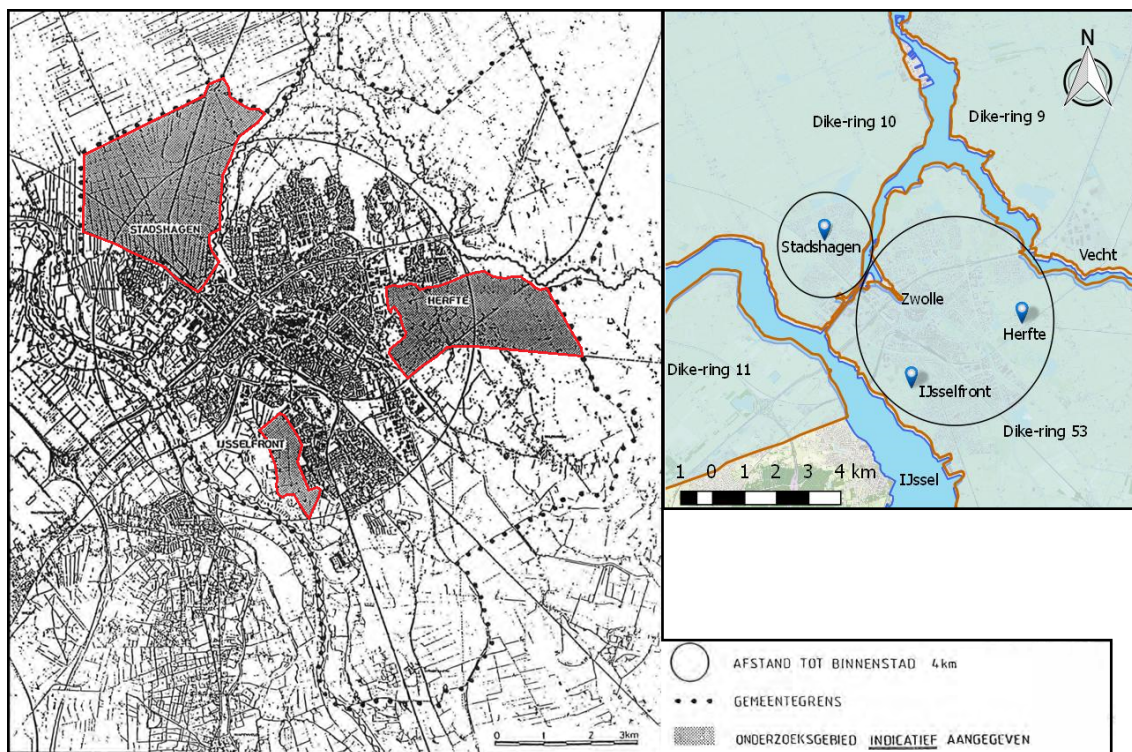 STADSHAGEN
HERFTE
IJSSELFRONT
0 1 2 3km
N
Dike-ring 10
Dike-ring 9
Stadshagen
Vecht
Zwolle
Herfte
Dike-ring 11
IJsselfront
Dike-ring 53
1 0 1 2 3 4 km
IJssel
AFSTAND TOT BINNENSTAD 4km
GEMEENTEGRENS
ONDERZOEKSGEBIED INDICATIEF AANGEGEVEN